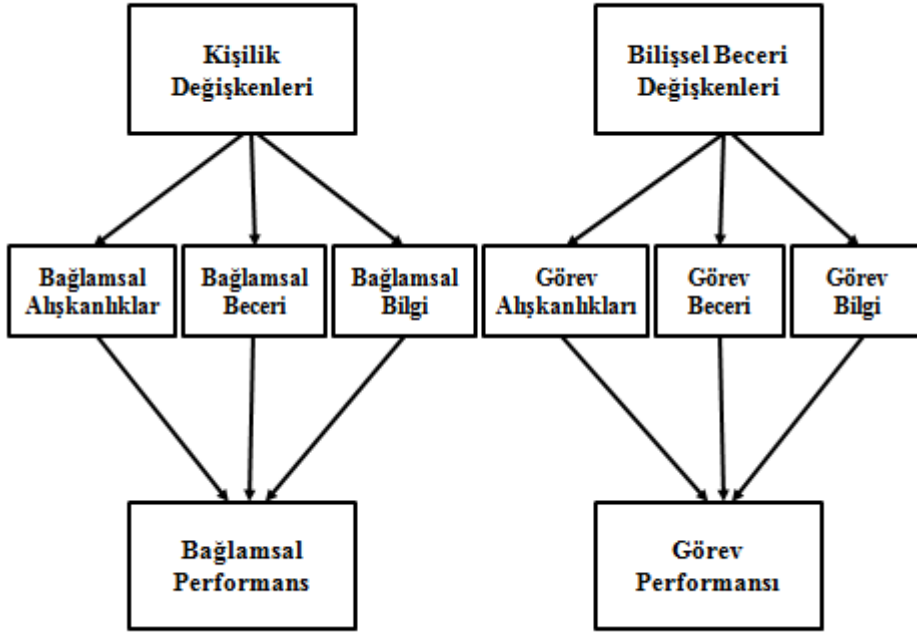 Kişilik
Değişkenleri
Bilişsel Beceri
Değişkenleri
Bağlamsal
Alışkanlıklar
Bağlamsal
Beceri
Bağlamsal
Bilgi
Görev
Alışkanlıkları
Görev
Beceri
Görev
Bilgi
Bağlamsal
Performans
Görev
Performansı